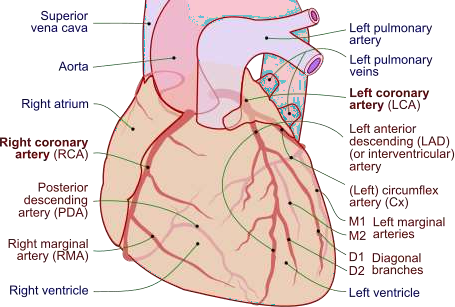 Superior
vena cava
Aorta
Right atrium
Right coronary
artery (RCA)
Posterior
descending
artery (PDA)
Right marginal
artery (RMA)
Right ventricle
Left pulmonary
artery
Left pulmonary
veins
Left coronary
artery (LCA)
Left anterior
descending (LAD)
(or interventricular)
artery
(Left) circumflex
artery (Cx)
M1 Left marginal
M2 arteries
D1 Diagonal
D2 branches
Left ventricle